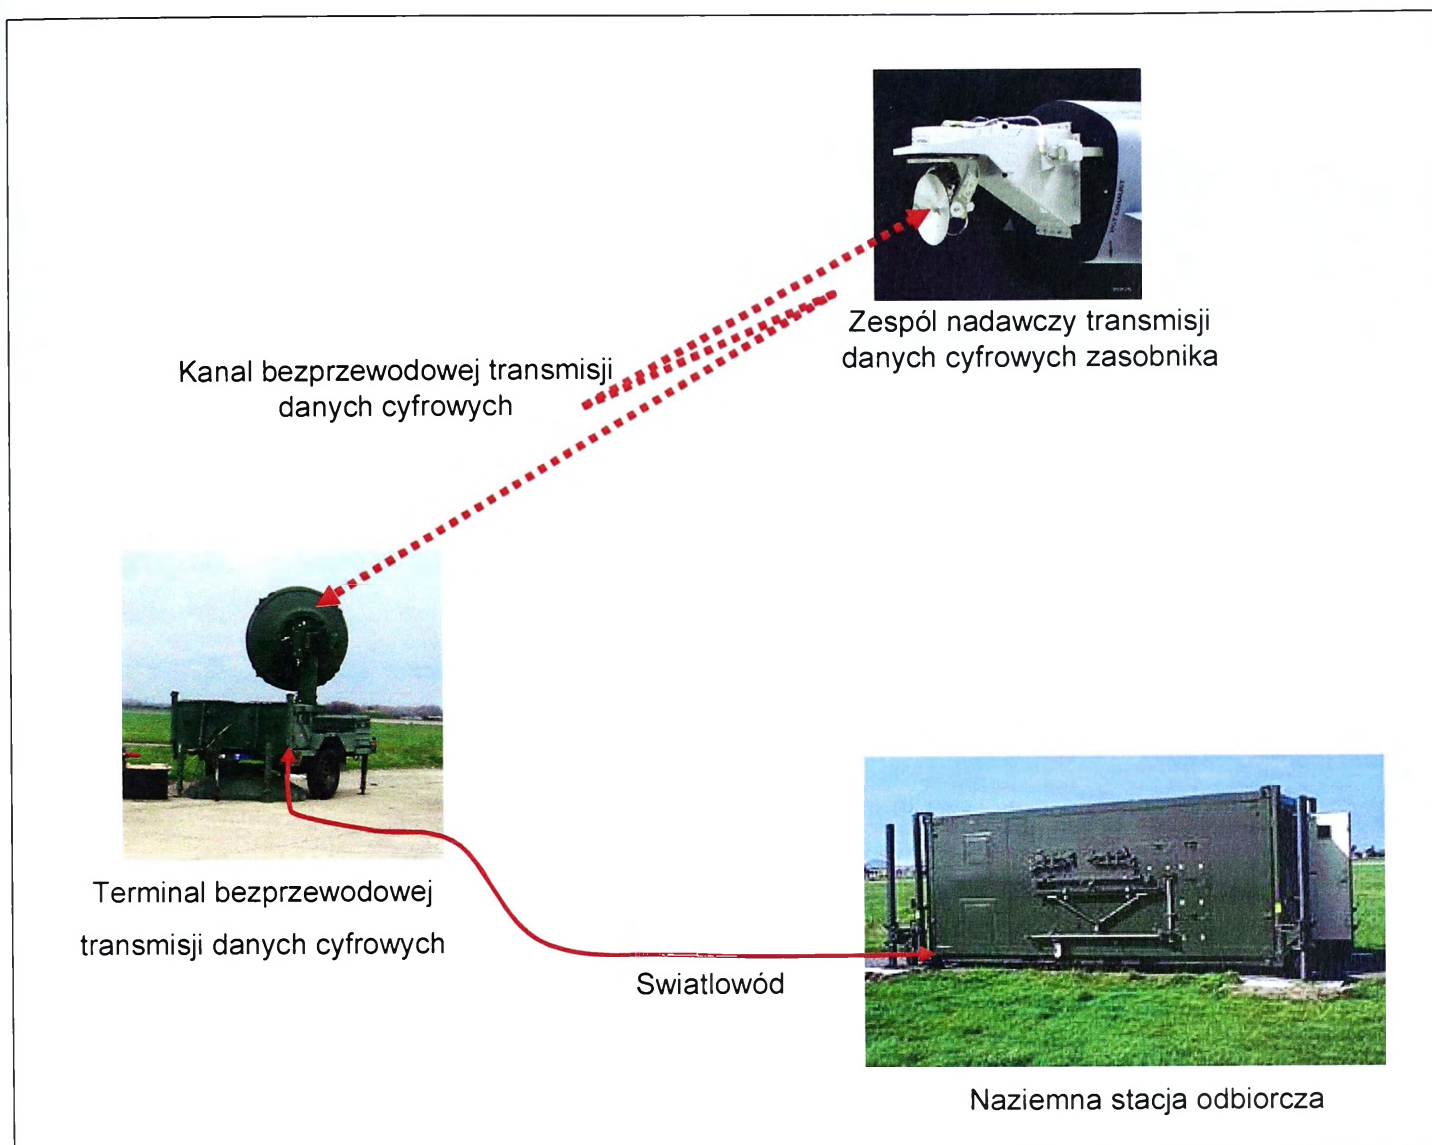 Zespól nadawczy transmisji
danych cyfrowych zasobnika
Kanal bezprzewodowej transmisji
danych cyfrowych
Terminal bezprzewodowej
transmisji danych cyfrowych
Swiatlowód
Naziemna stacja odbiorcza